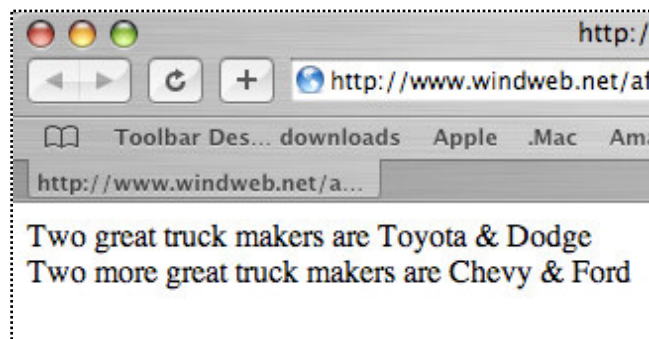 http:/
http://www.windweb.net/af
Toolbar Des... downloads Apple .Mac Ama
http://www.windweb.net/a...
Two great truck makers are Toyota & Dodge
Two more great truck makers are Chevy & Ford